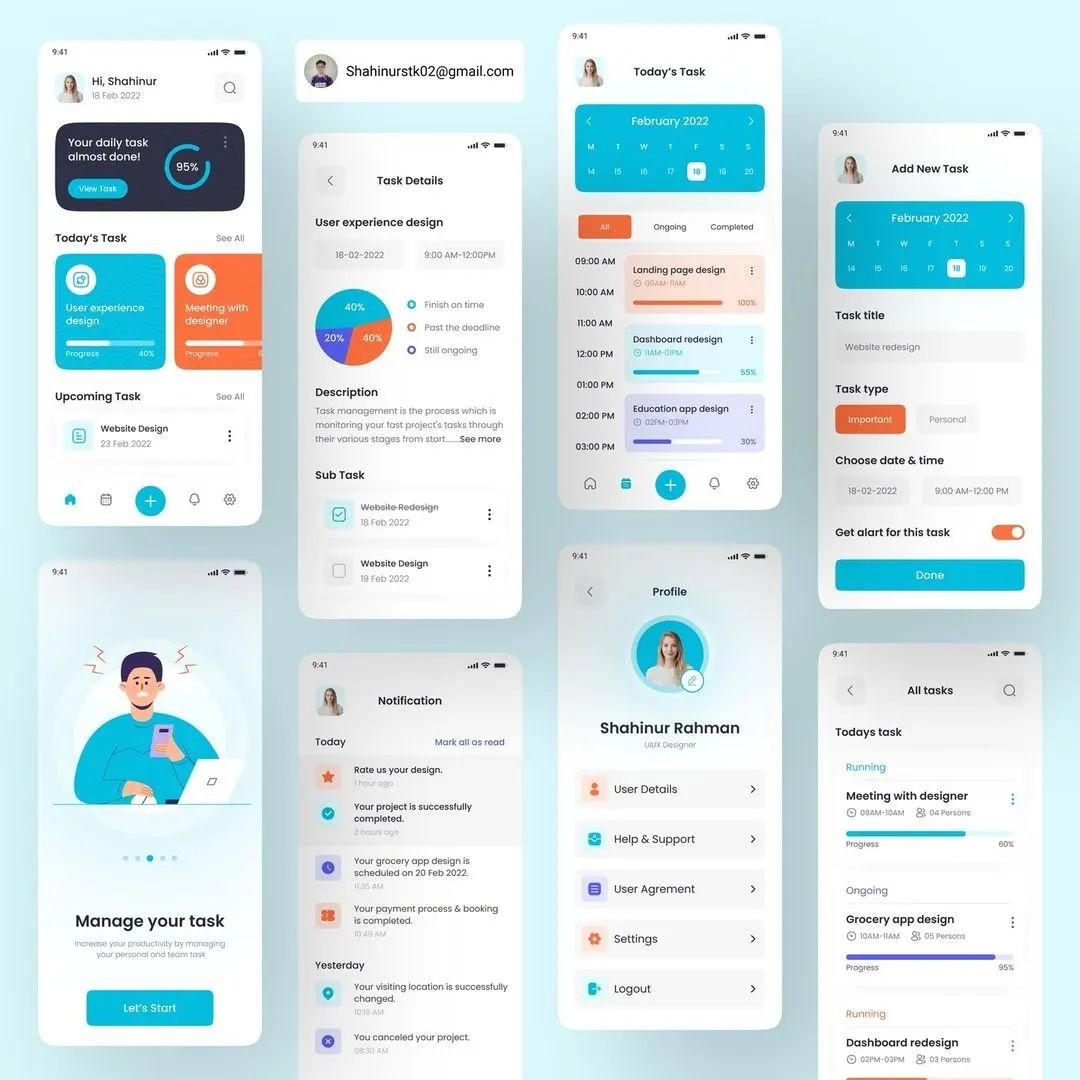 9:41
Hi, Shahinur
18 Feb 2022
Your daily task
almost done!
95%
View Task
Today's Task
See All
User experience
design
Progress
40%
Meeting with
designer
Progress
Upcoming Task
See All
Website Design
23 Feb 2022
Shahinurstk02@gmail.com
9:41
Task Details
User experience design
18-02-2022
9:00 AM-12:00PM
40%
20%
40%
Finish on time
Past the deadline
Still ongoing
Description
Task management is the process which is
monitoring your fast project's tasks through
their various stages from start......See more
Sub Task
Website Redesign
18 Feb 2022
Website Design
19 Feb 2022
9:41
Today's Task
February 2022
M T W T F S S
14 15 16 17 18 19 20
All
Ongoing
Completed
09:00 AM
10:00 AM
11:00 AM
12:00 PM
01:00 PM
02:00 PM
03:00 PM
Landing page design
09AM-11AM
100%
Dashboard redesign
11AM-01PM
55%
Education app design
02PM-03PM
30%
9:41
Add New Task
February 2022
M T W T T S S
14 15 16 17 18 19 20
Task title
Website redesign
Task type
Important
Personal
Choose date & time
18-02-2022
9:00 AM-12:00 PM
Get alart for this task
Done
9:41
Manage your task
Increase your productivity by managing
your personal and team task
Let's Start
9:41
Notification
Today
Mark all as read
Rate us your design.
1 hour ago
Your project is successfully
completed.
3 hours ago
Your grocery app design is
scheduled on 20 Feb 2022.
11:35 AM
Your payment process & booking
is completed.
10:49 AM
Yesterday
Your visiting location is successfully
changed.
10:19 AM
You canceled your project.
08:30 AM
9:41
Profile
Shahinur Rahman
UIUX Designer
User Details
Help & Support
User Agrement
Settings
Logout
9:41
All tasks
Todays task
Running
Meeting with designer
09AM-10AM
04 Persons
Progress
60%
Ongoing
Grocery app design
10AM-11AM
05 Persons
Progress
95%
Running
Dashboard redesign
02PM-03PM
03 Persons